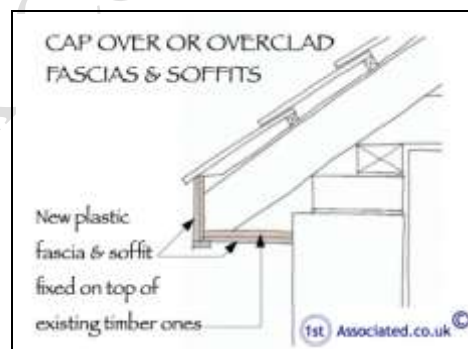 CAP OVER OR OVERCLAD
FASCIAS & SOFFITS
New plastic
fascia & soffit
fixed on top of
existing timber ones
1st Associated.co.uk ©